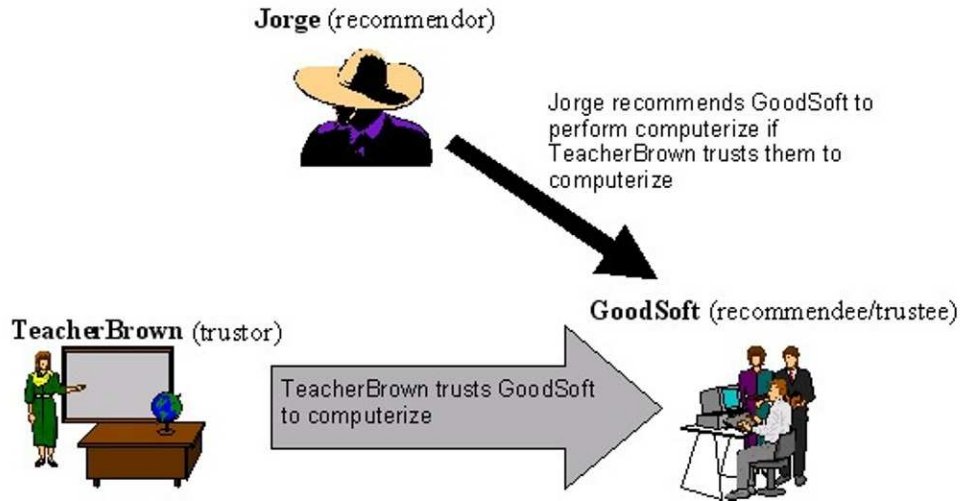 Jorge (recommendor)
Jorge recommends GoodSoft to
perform computerize if
TeacherBrown trusts them to
computerize
GoodSoft (recommendee/trustee)
TeacherBrown (trustor)
TeacherBrown trusts GoodSoft
to computerize